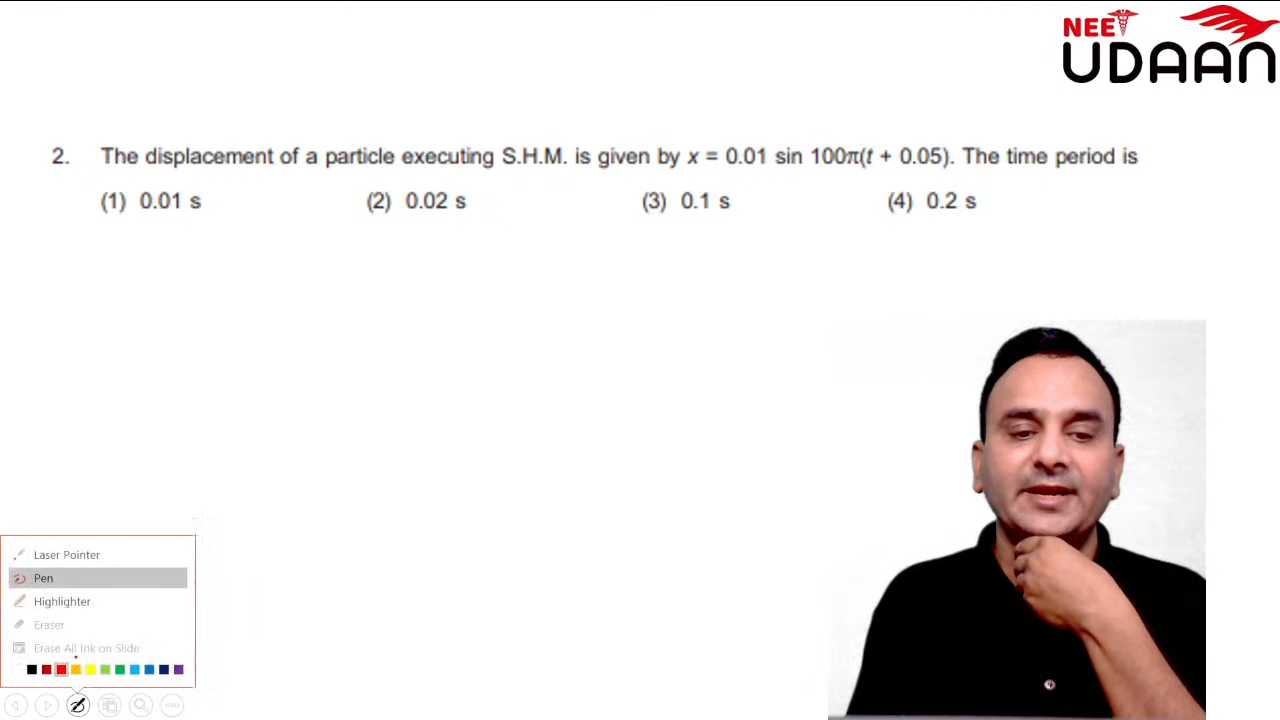 NEET
UDAAN
2. The displacement of a particle executing S.H.M. is given by x = 0.01 sin 100π(t + 0.05). The time period is
(1) 0.01 s (2) 0.02 s (3) 0.1 s (4) 0.2 s
Laser Pointer
Pen
Highlighter
Eraser
Erase All Ink on Slide